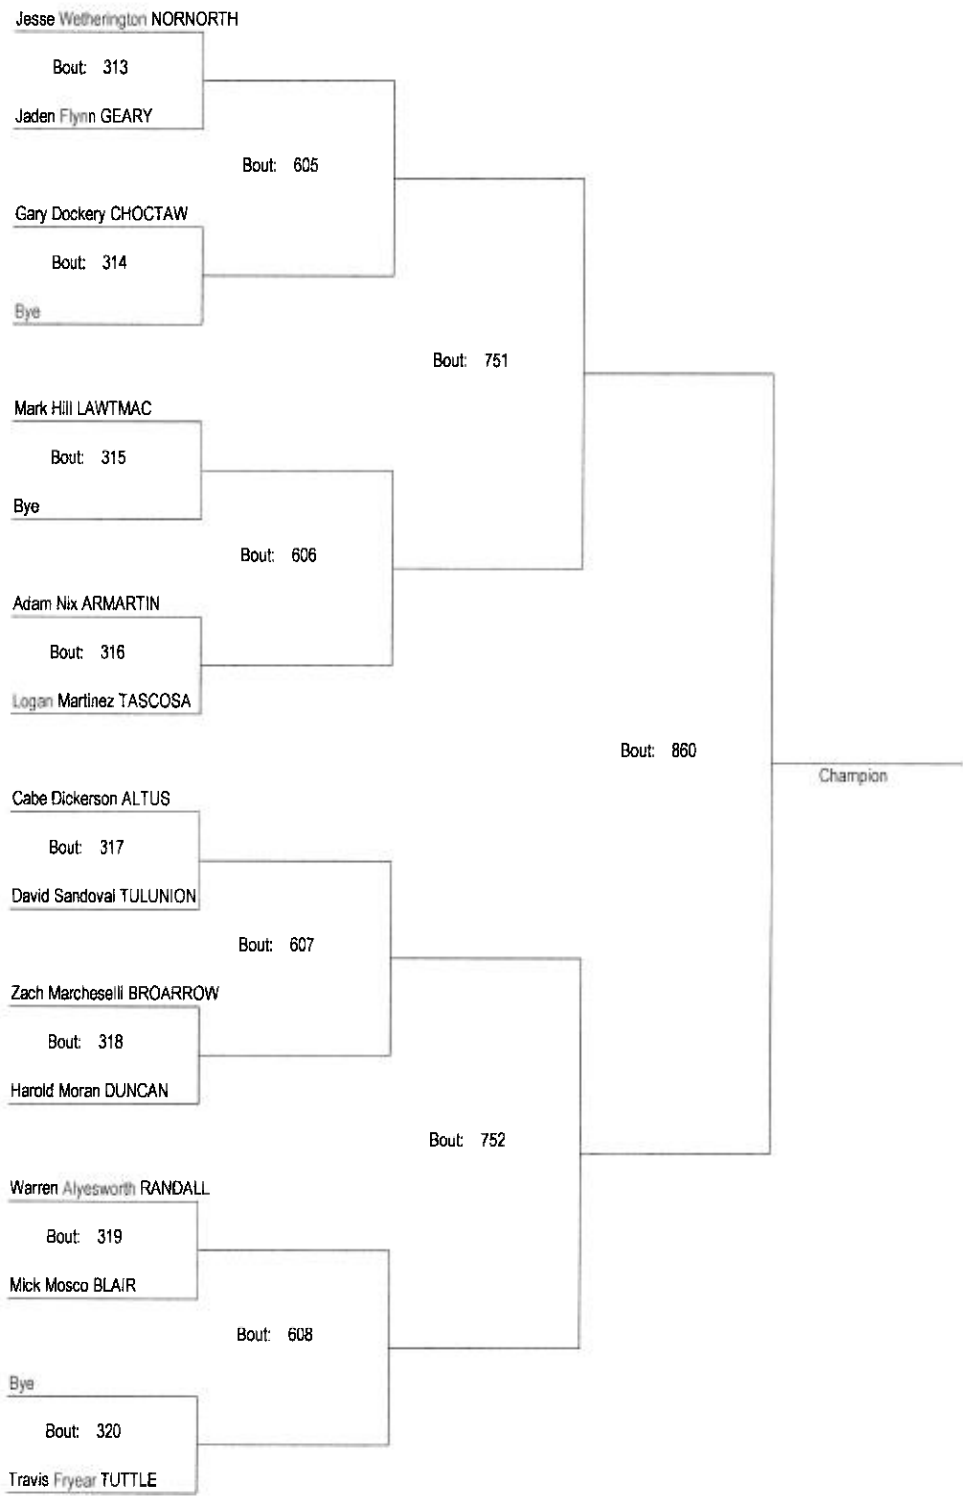 Jesse Wetherington NORNORTH
Bout: 313
Jaden Flynn GEARY
Bout: 605
Gary Dockery CHOCTAW
Bout: 314
Bye
Bout: 751
Mark Hill LAWTMAC
Bout: 315
Bye
Bout: 606
Adam Nix ARMARTIN
Bout: 316
Logan Martinez TASCOSA
Bout: 860
Champion
Cabe Dickerson ALTUS
Bout: 317
David Sandoval TULUNION
Bout: 607
Zach Marcheselli BROARROW
Bout: 318
Harold Moran DUNCAN
Bout: 752
Warren Alyesworth RANDALL
Bout: 319
Mick Mosco BLAIR
Bout: 608
Bye
Bout: 320
Travis Fryear TUTTLE